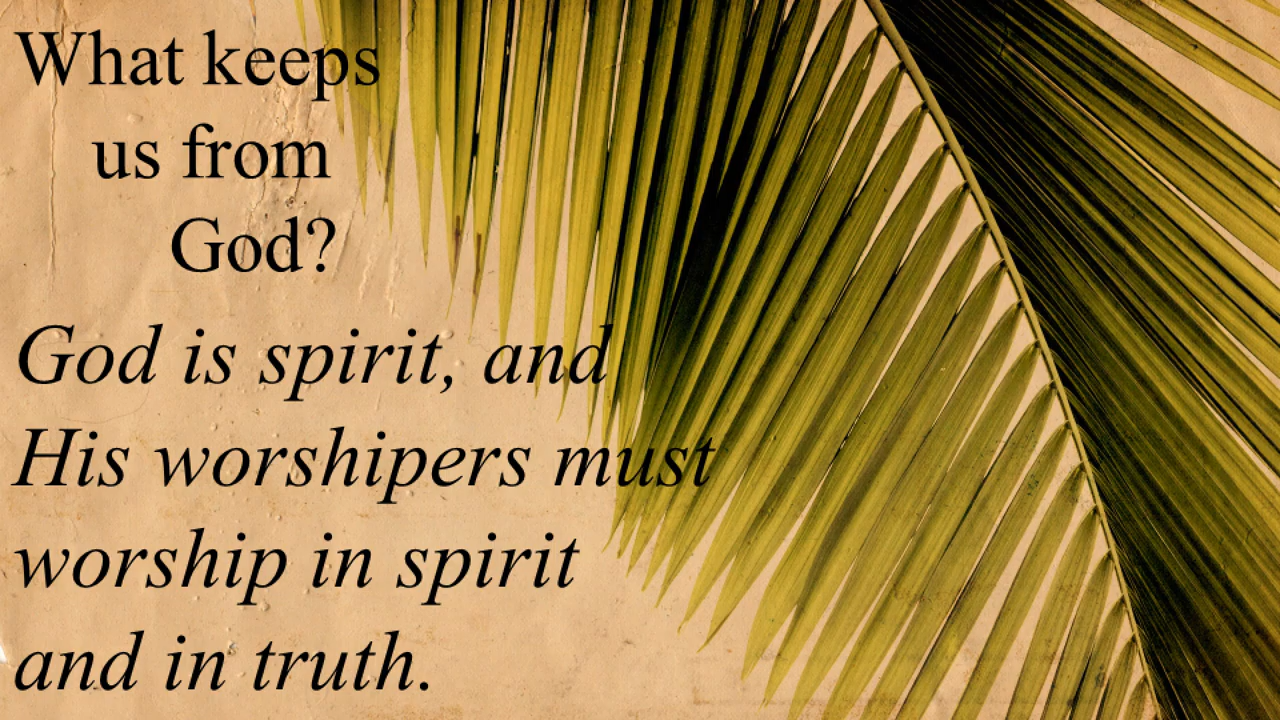 What keeps
us from
God?
God is spirit, and
His worshipers must
worship in spirit
and in truth.